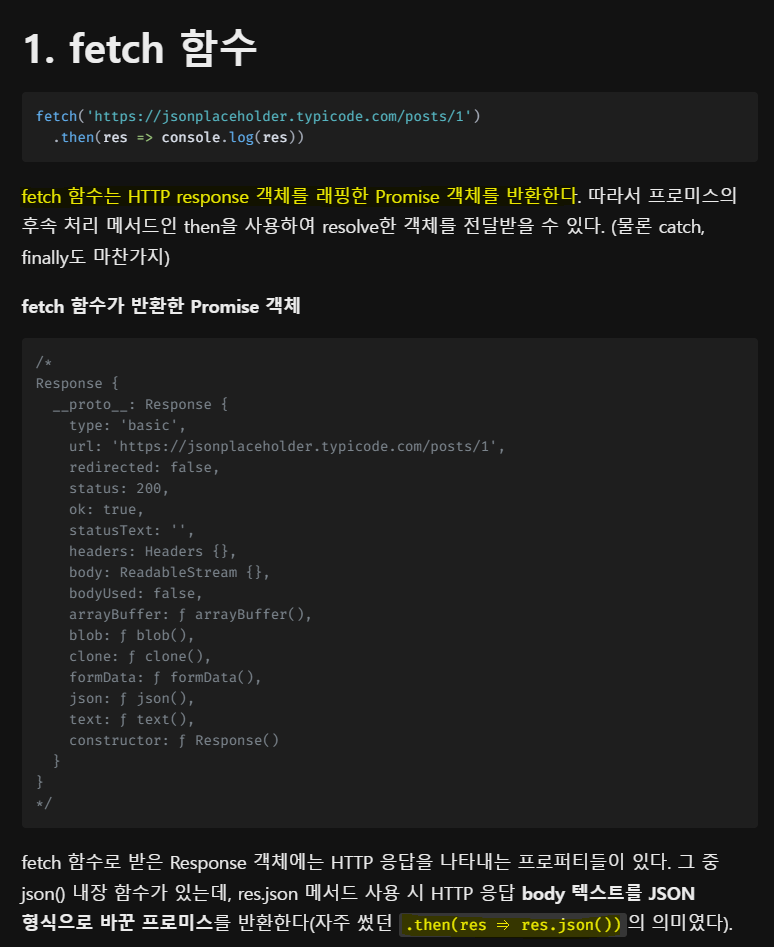 1. fetch 함수
fetch('https://jsonplaceholder.typicode.com/posts/1')
  .then(res => console.log(res))
fetch 함수는 HTTP response 객체를 래핑한 Promise 객체를 반환한다. 따라서 프로미스의
후속 처리 메서드인 then을 사용하여 resolve한 객체를 전달받을 수 있다. (물론 catch,
finally도 마찬가지)
fetch 함수가 반환한 Promise 객체
/*
Response {
  __proto__: Response {
    type: 'basic',
    url: 'https://jsonplaceholder.typicode.com/posts/1',
    redirected: false,
    status: 200,
    ok: true,
    statusText: '',
    headers: Headers {},
    body: ReadableStream {},
    bodyUsed: false,
    arrayBuffer: ƒ arrayBuffer(),
    blob: ƒ blob(),
    clone: ƒ clone(),
    formData: ƒ formData(),
    json: ƒ json(),
    text: ƒ text(),
    constructor: ƒ Response()
  }
}
*/
fetch 함수로 받은 Response 객체에는 HTTP 응답을 나타내는 프로퍼티들이 있다. 그 중
json() 내장 함수가 있는데, res.json 메서드 사용 시 HTTP 응답 body 텍스트를 JSON
형식으로 바꾼 프로미스를 반환한다(자주 썼던 .then(res => res.json())의 의미였다).